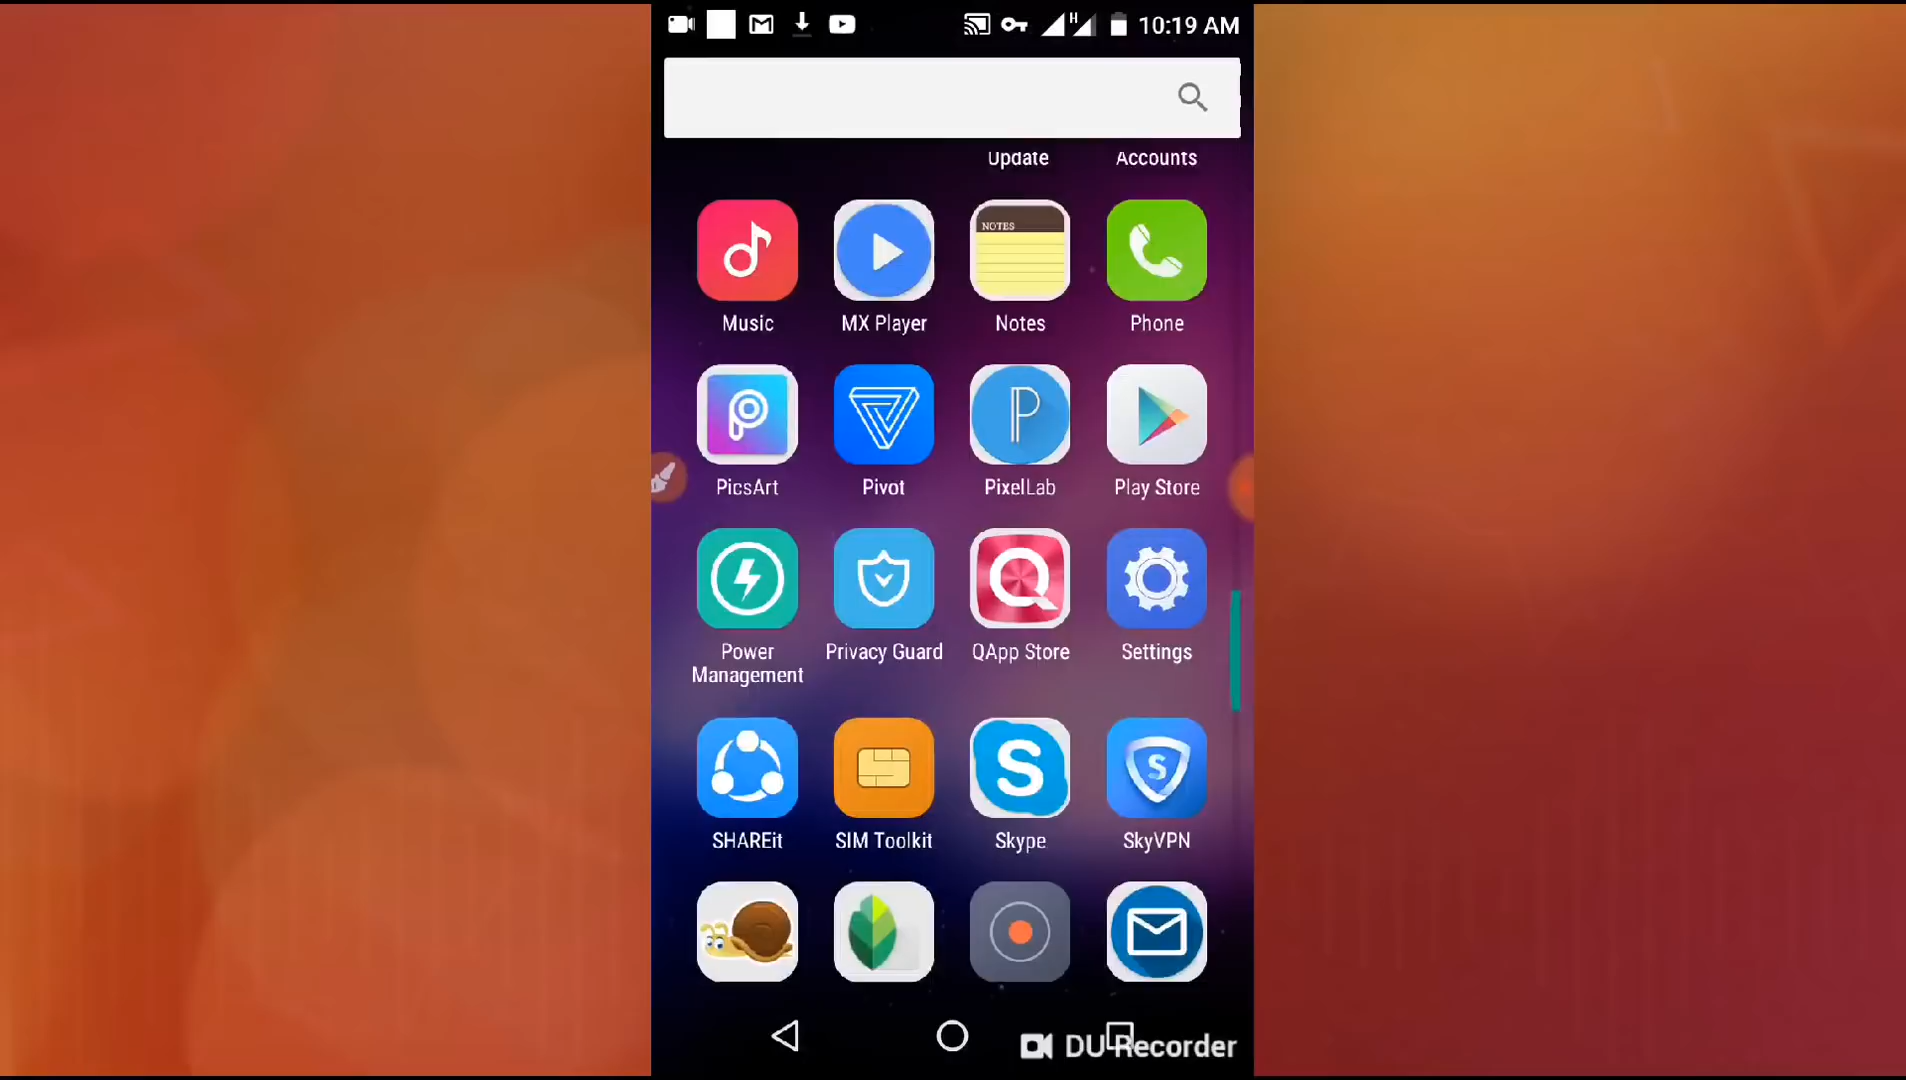 10:19 AM
H
Update Accounts
NOTES
Music MX Player Notes Phone
PicsArt Pivot PixelLab Play Store
Power Management Privacy Guard QApp Store Settings
SHAREit SIM Toolkit Skype SkyVPN
DU Recorder